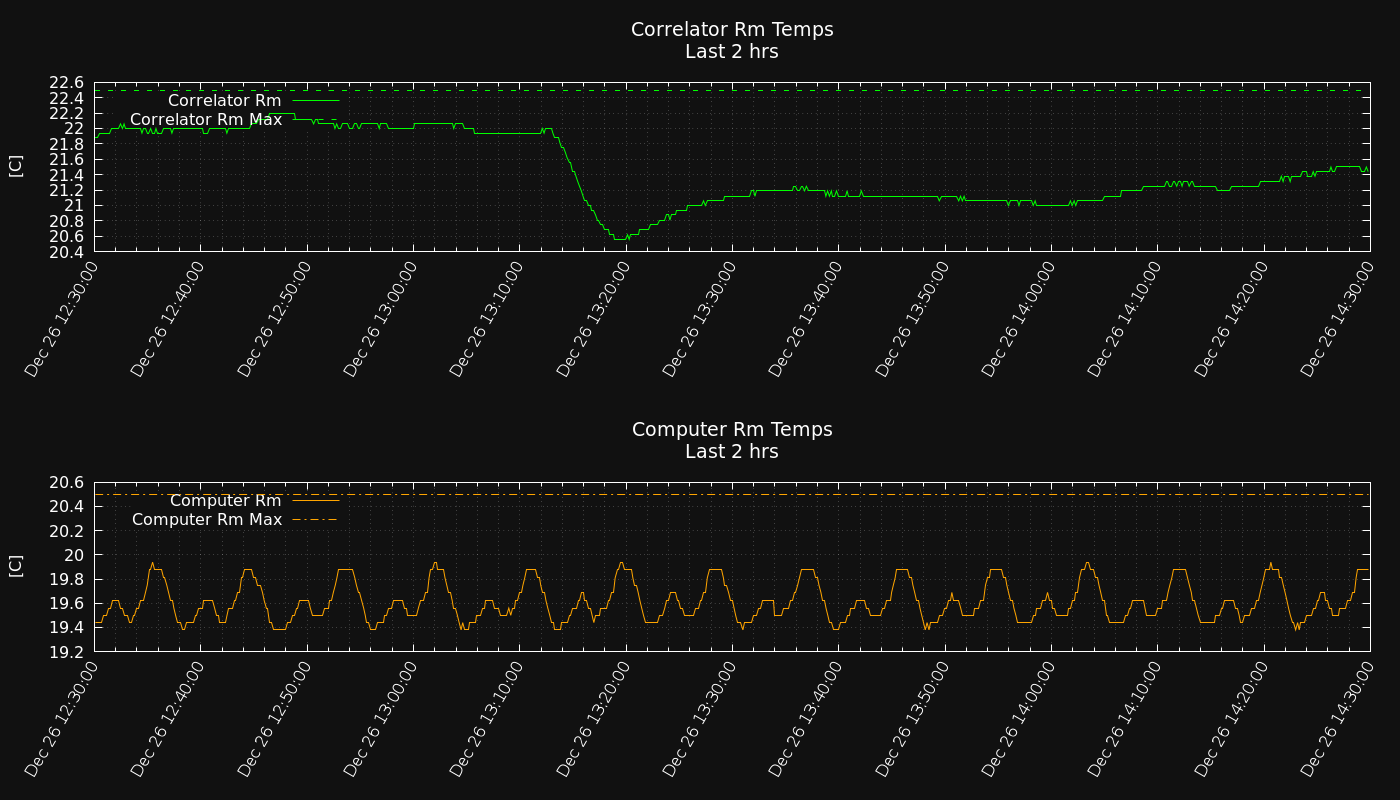 Correlator Rm Temps
Last 2 hrs
[C]
22.6
22.4
22.2
22
21.8
21.6
21.4
21.2
21
20.8
20.6
20.4
Correlator Rm
Correlator Rm Max
Dec 26 12:30:00
Dec 26 12:40:00
Dec 26 12:50:00
Dec 26 13:00:00
Dec 26 13:10:00
Dec 26 13:20:00
Dec 26 13:30:00
Dec 26 13:40:00
Dec 26 13:50:00
Dec 26 14:00:00
Dec 26 14:10:00
Dec 26 14:20:00
Dec 26 14:30:00
Computer Rm Temps
Last 2 hrs
[C]
20.6
20.4
20.2
20
19.8
19.6
19.4
19.2
Computer Rm
Computer Rm Max
Dec 26 12:30:00
Dec 26 12:40:00
Dec 26 12:50:00
Dec 26 13:00:00
Dec 26 13:10:00
Dec 26 13:20:00
Dec 26 13:30:00
Dec 26 13:40:00
Dec 26 13:50:00
Dec 26 14:00:00
Dec 26 14:10:00
Dec 26 14:20:00
Dec 26 14:30:00